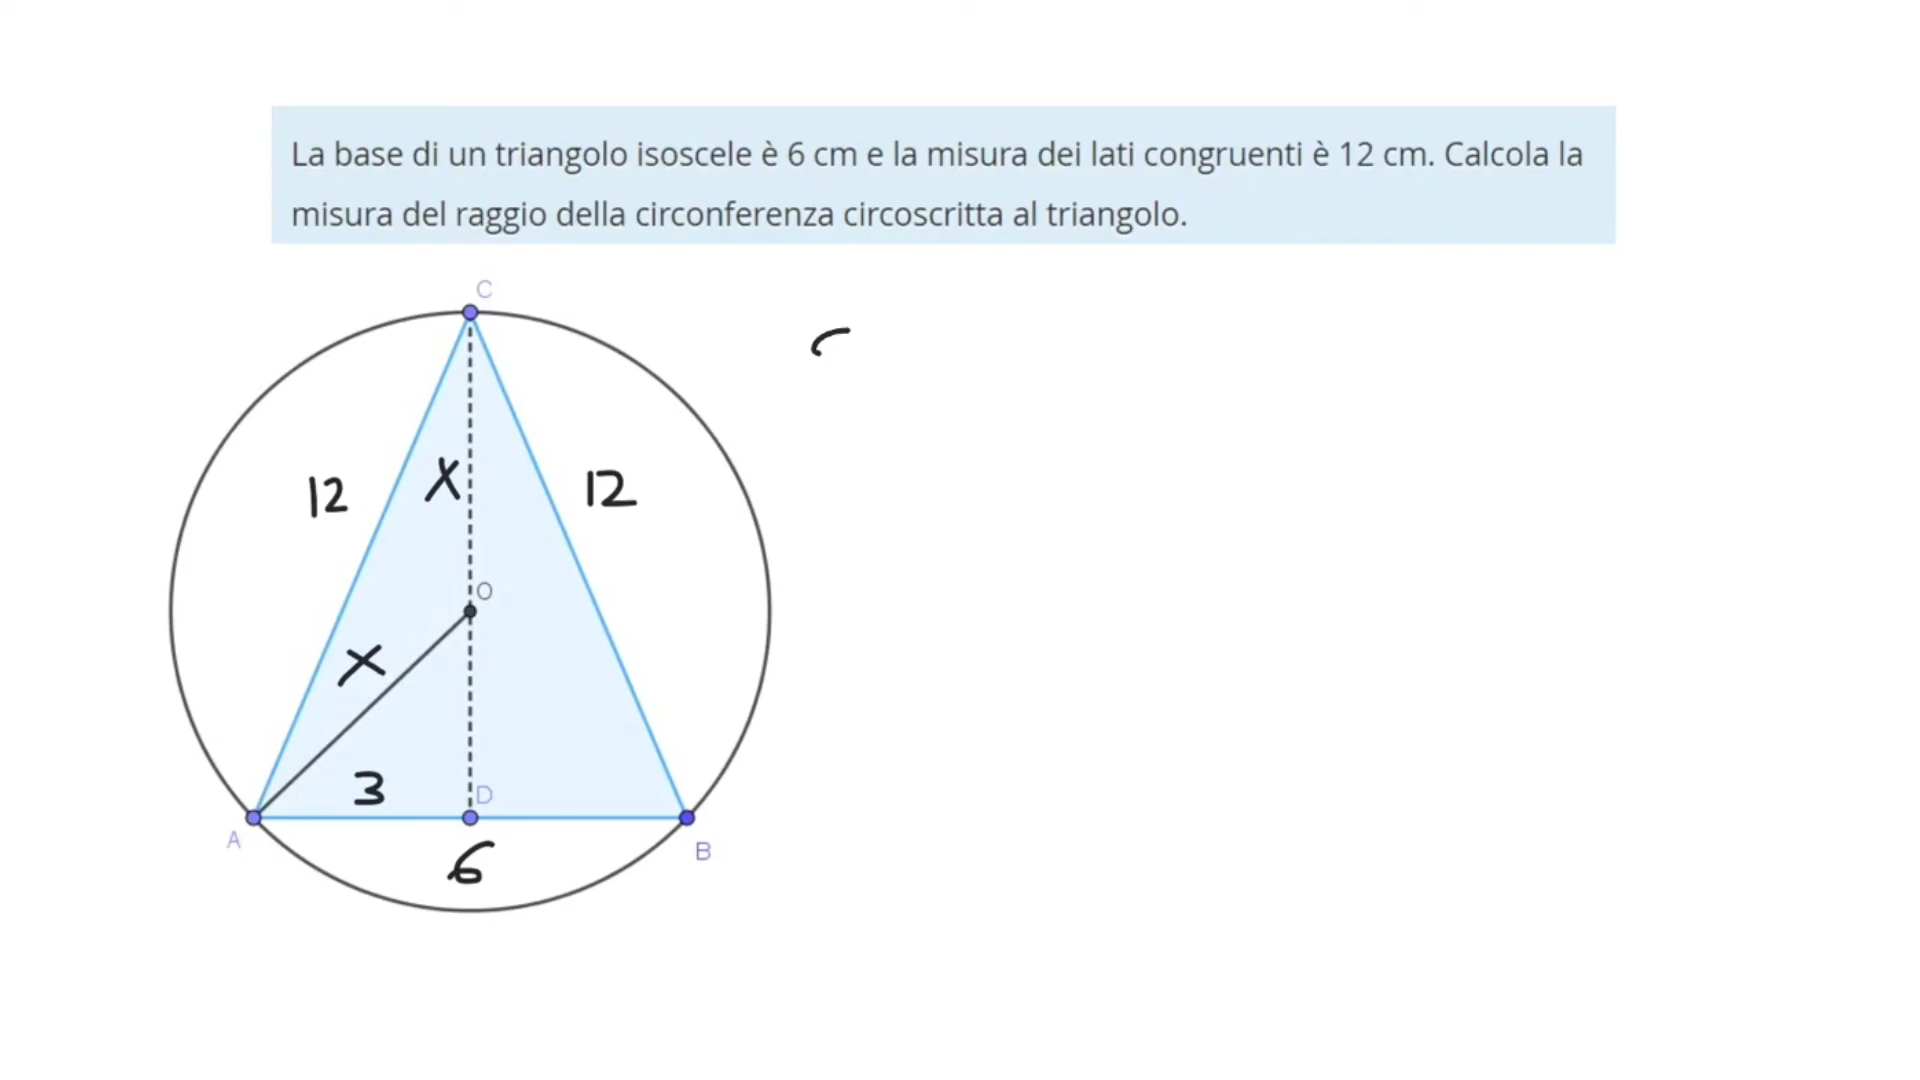 La base di un triangolo isoscele è 6 cm e la misura dei lati congruenti è 12 cm. Calcola la
misura del raggio della circonferenza circoscritta al triangolo.
C
12
X
12
O
X
3
D
A
B
6